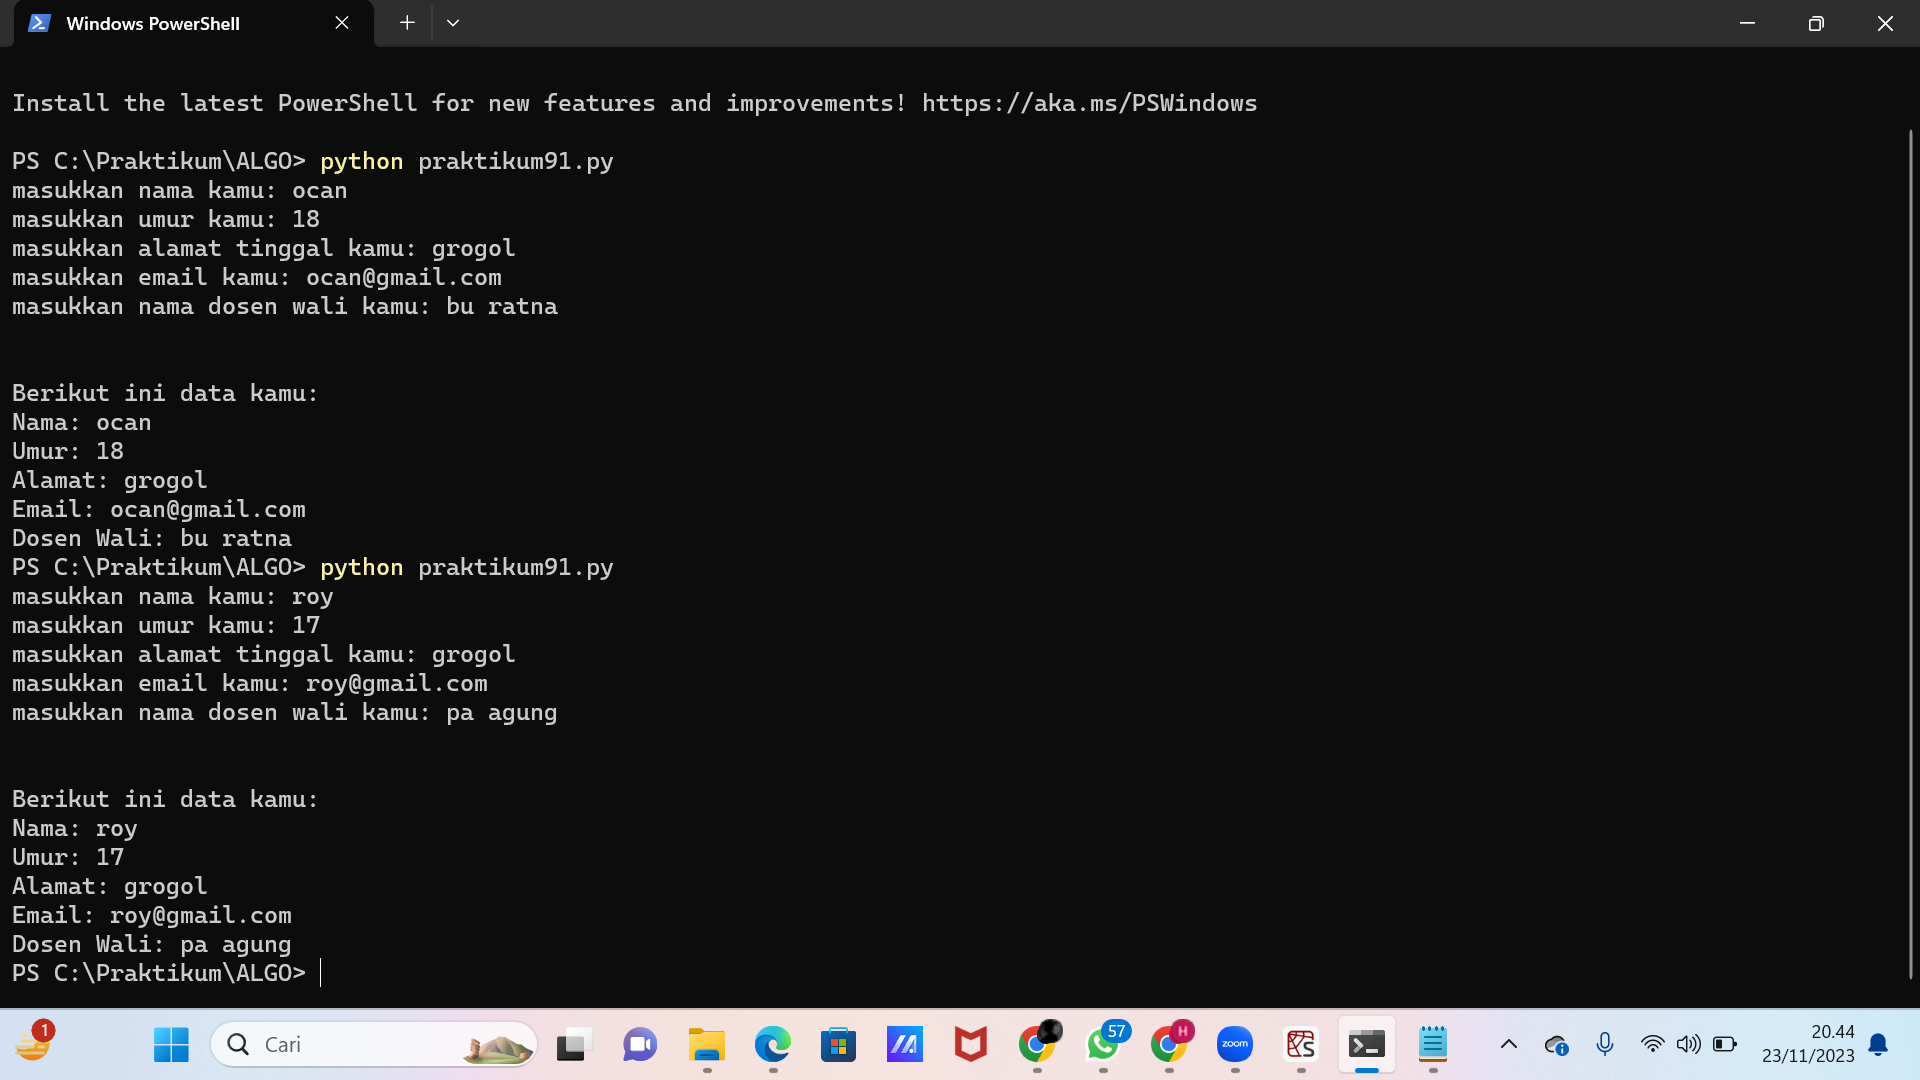 Windows PowerShell
Install the latest PowerShell for new features and improvements! https://aka.ms/PSWindows
PS C:\Praktikum\ALGO> python praktikum91.py
masukkan nama kamu: ocan
masukkan umur kamu: 18
masukkan alamat tinggal kamu: grogol
masukkan email kamu: ocan@gmail.com
masukkan nama dosen wali kamu: bu ratna
Berikut ini data kamu:
Nama: ocan
Umur: 18
Alamat: grogol
Email: ocan@gmail.com
Dosen Wali: bu ratna
PS C:\Praktikum\ALGO> python praktikum91.py
masukkan nama kamu: roy
masukkan umur kamu: 17
masukkan alamat tinggal kamu: grogol
masukkan email kamu: roy@gmail.com
masukkan nama dosen wali kamu: pa agung
Berikut ini data kamu:
Nama: roy
Umur: 17
Alamat: grogol
Email: roy@gmail.com
Dosen Wali: pa agung
PS C:\Praktikum\ALGO>
1
Cari
57
H
zoom
S
20.44
23/11/2023